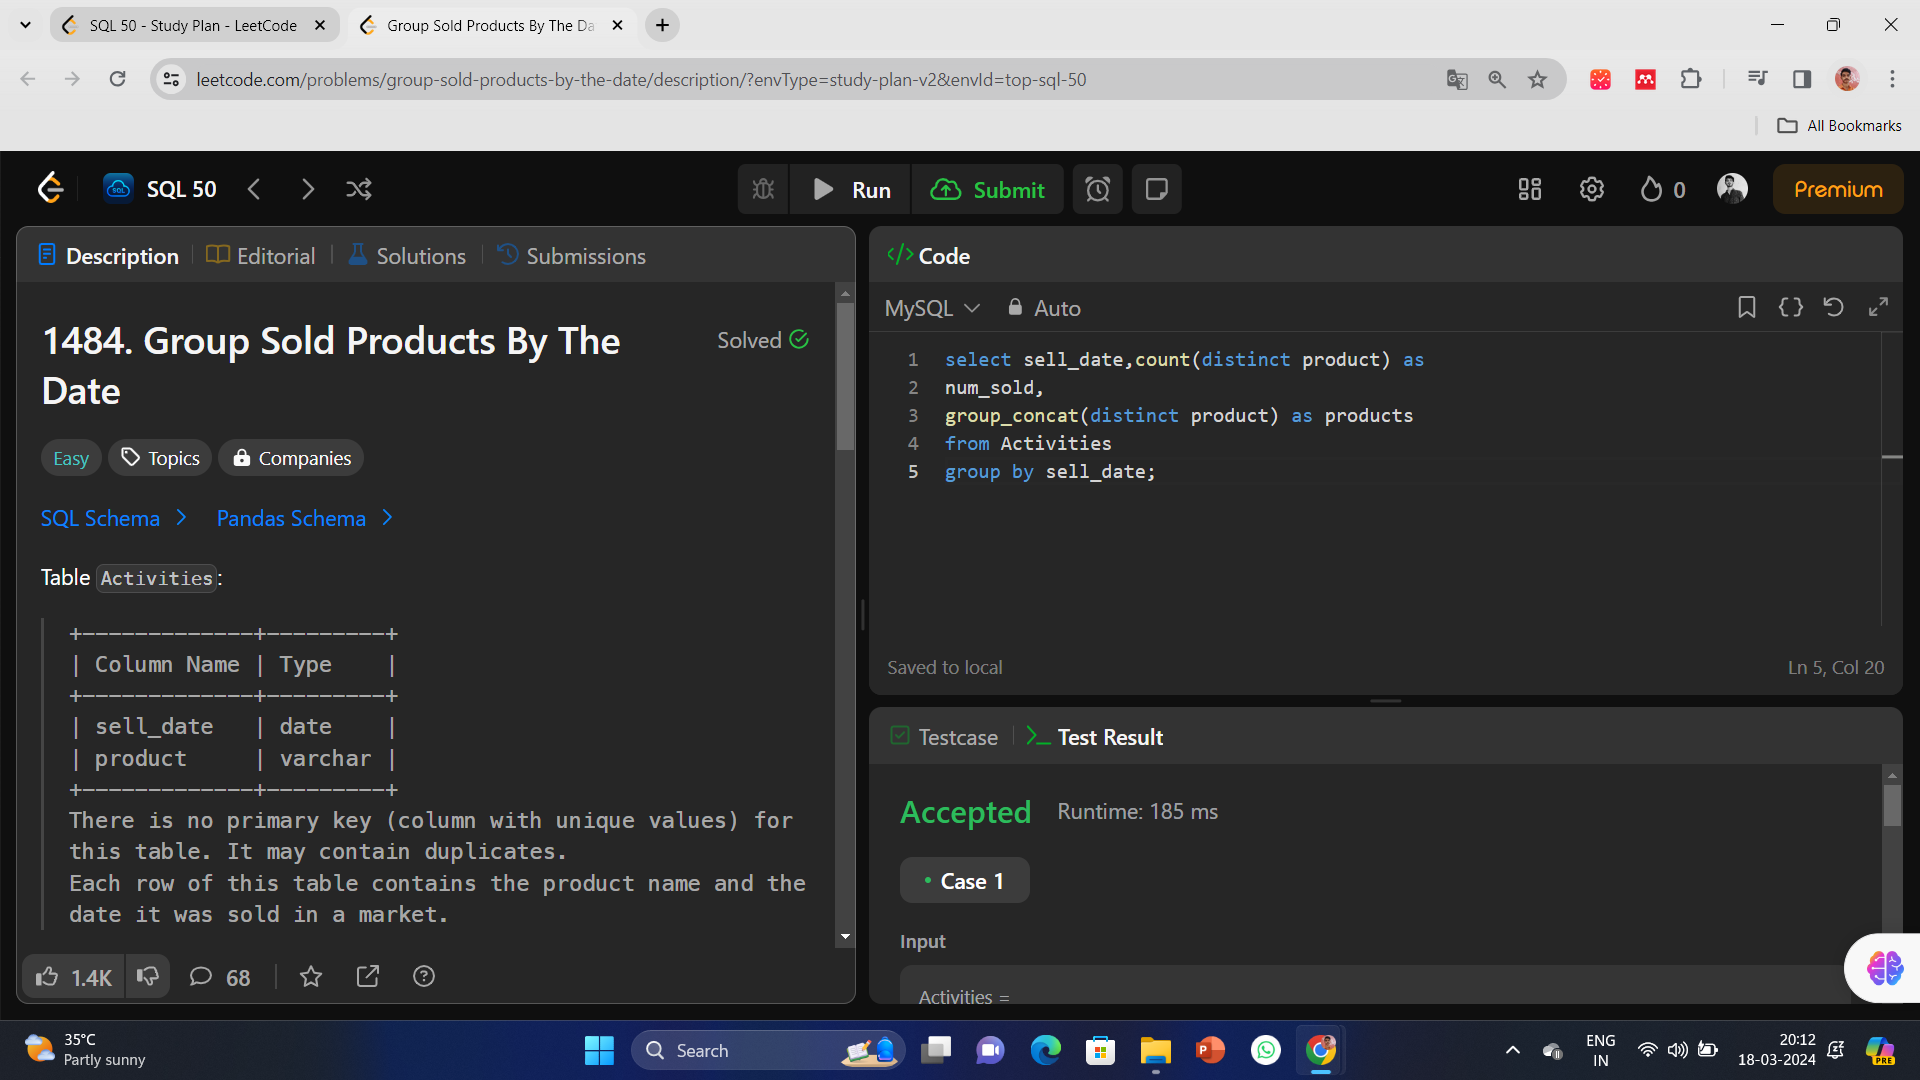 SQL 50 - Study Plan - LeetCode
Group Sold Products By The Da
leetcode.com/problems/group-sold-products-by-the-date/description/?envType=study-plan-v2&envId=top-sql-50
All Bookmarks
SQL 50
Run
Submit
0
Premium
Description
Editorial
Solutions
Submissions
1484. Group Sold Products By The
Date
Solved
Easy
Topics
Companies
SQL Schema
Pandas Schema
Table Activities:
+-------------+---------+
| Column Name | Type    |
+-------------+---------+
| sell_date   | date    |
| product     | varchar |
+-------------+---------+
There is no primary key (column with unique values) for
this table. It may contain duplicates.
Each row of this table contains the product name and the
date it was sold in a market.
1.4K
68
</> Code
MySQL
Auto
1 select sell_date,count(distinct product) as
2 num_sold,
3 group_concat(distinct product) as products
4 from Activities
5 group by sell_date;
Saved to local
Ln 5, Col 20
Testcase
Test Result
Accepted
Runtime: 185 ms
Case 1
Input
Activities =
35°C
Partly sunny
Search
ENG
IN
20:12
18-03-2024
PRE